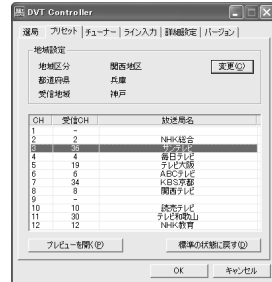 DVT Controller
選局 プリセット チューナー ライン入力 詳細設定 バージョン
地域設定
地域区分 関西地区 変更(C)
都道府県 兵庫
受信地域 神戸
CH 受信CH 放送局名
1 -
2 2 NHK総合
3 36 サンテレビ
4 4 毎日テレビ
5 19 テレビ大阪
6 6 ABCテレビ
7 34 KBS京都
8 8 関西テレビ
9 -
10 10 読売テレビ
11 30 テレビ和歌山
12 12 NHK教育
プレビューを開く(P) 標準の状態に戻す(D)
OK キャンセル